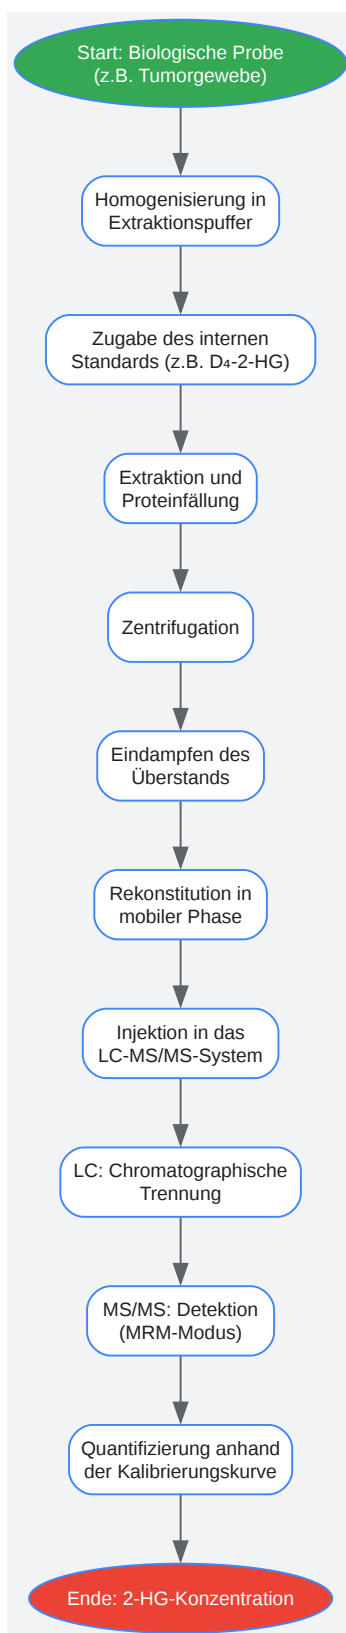 Start: Biologische Probe
(z.B. Tumorgewebe)
Homogenisierung in
Extraktionspuffer
Zugabe des internen
Standards (z.B. D₄-2-HG)
Extraktion und
Proteinfällung
Zentrifugation
Eindampfen des
Überstands
Rekonstitution in
mobiler Phase
Injektion in das
LC-MS/MS-System
LC: Chromatographische
Trennung
MS/MS: Detektion
(MRM-Modus)
Quantifizierung anhand
der Kalibrierungskurve
Ende: 2-HG-Konzentration